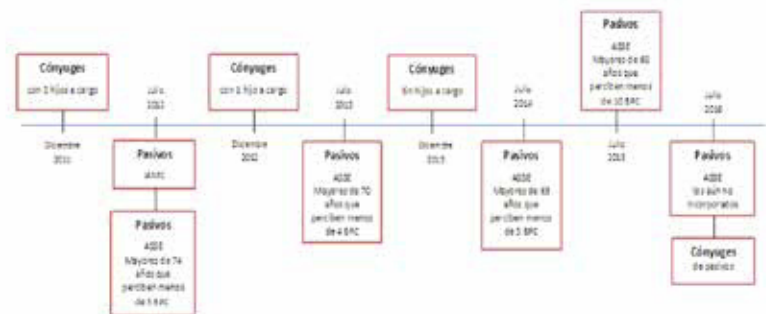 Cónyuges
con 2 hijos a cargo
Diciembre
2011
Julio
2012
Pasivos
Pasivos
ASSE
Mayores de 74
años que
perciben menos
de 3 BPC
Cónyuges
con 1 hijo a cargo
Diciembre
2012
Julio
2013
Pasivos
ASSE
Mayores de 70
años que
perciben menos
de 4 BPC
Cónyuges
Sin hijos a cargo
Diciembre
2013
Julio
2014
Pasivos
ASSE
Mayores de
años que
perciben menos
de 5 BPC
Pasivos
ASSE
Mayores de 60
años que
perciben menos
de 10 BPC
Julio
2015
Julio
2016
Pasivos
ASSE
los aún no
incorporados
Cónyuges
de pasivos